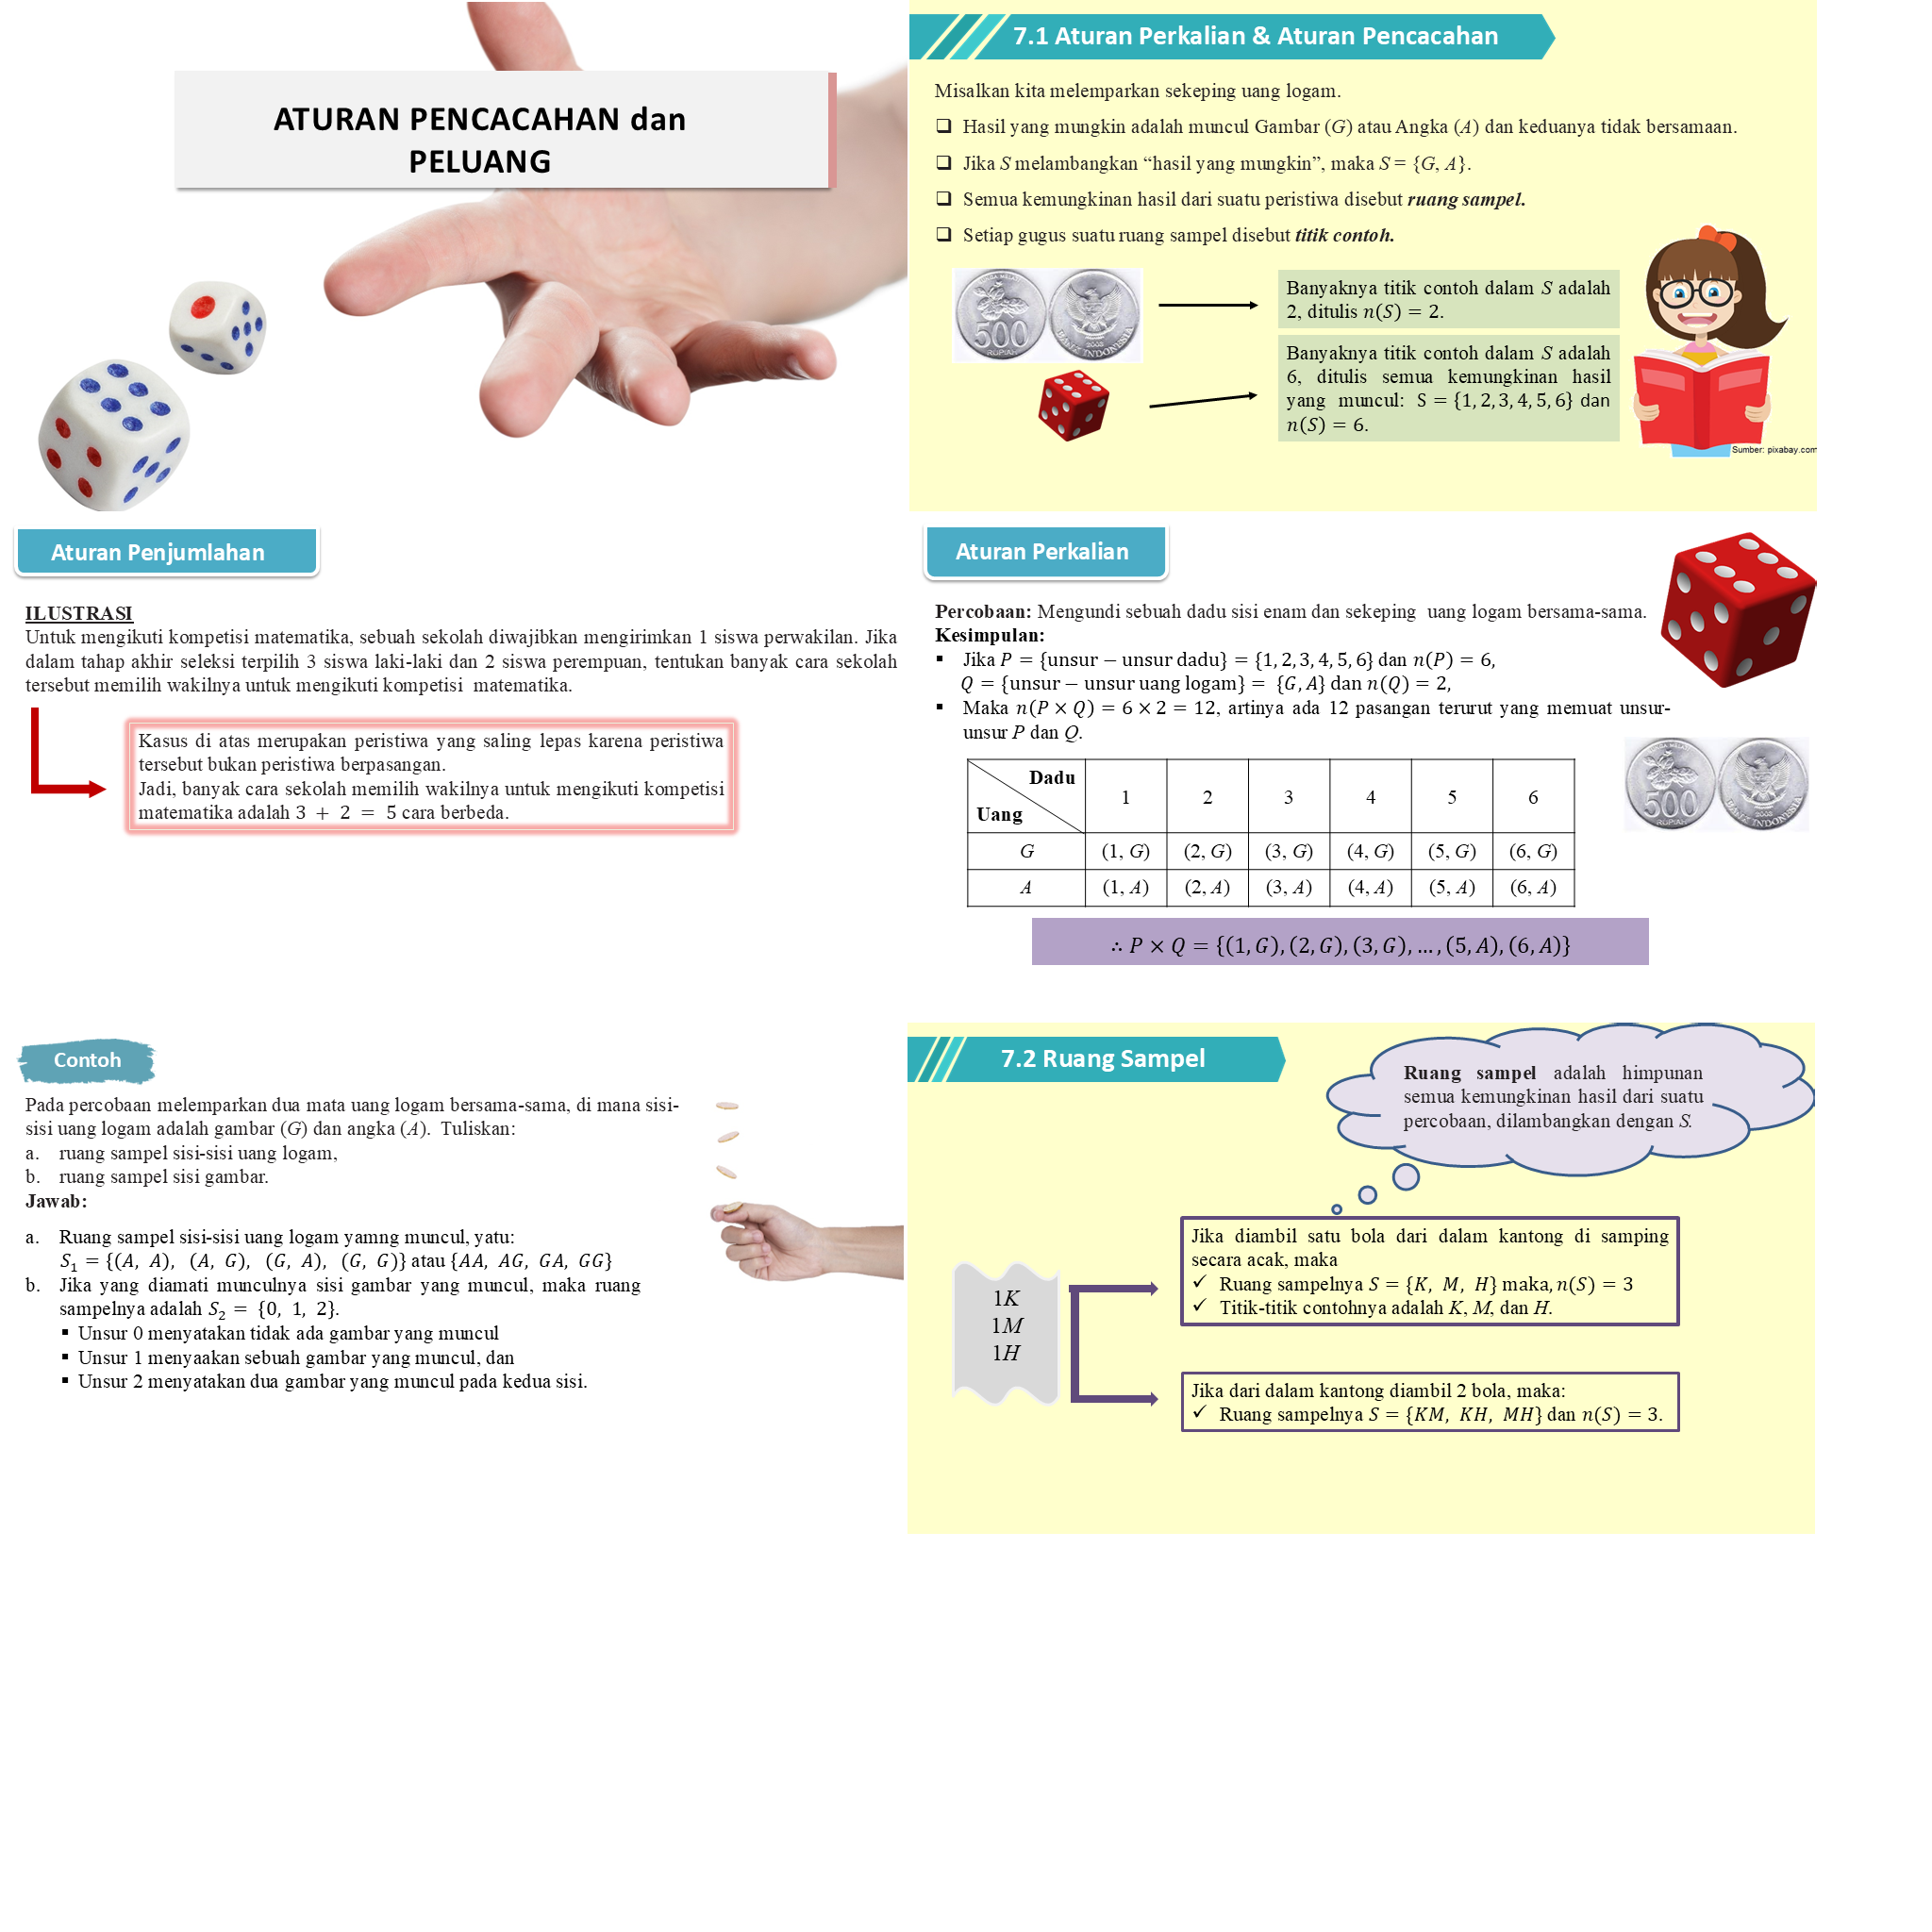 ATURAN PENCACAHAN dan
PELUANG
7.1 Aturan Perkalian & Aturan Pencacahan
Misalkan kita melemparkan sekeping uang logam.
❑ Hasil yang mungkin adalah muncul Gambar (G) atau Angka (A) dan keduanya tidak bersamaan.
❑ Jika S melambangkan “hasil yang mungkin”, maka S = {G, A}.
❑ Semua kemungkinan hasil dari suatu peristiwa disebut ruang sampel.
❑ Setiap gugus suatu ruang sampel disebut titik contoh.
500
RUPIAH
BANK INDONESIA
2003
Banyaknya titik contoh dalam S adalah
2, ditulis n(S) = 2.
Banyaknya titik contoh dalam S adalah
6, ditulis semua kemungkinan hasil
yang muncul: S = {1, 2, 3, 4, 5, 6} dan
n(S) = 6.
Sumber: pixabay.com
Aturan Penjumlahan
ILUSTRASI
Untuk mengikuti kompetisi matematika, sebuah sekolah diwajibkan mengirimkan 1 siswa perwakilan. Jika
dalam tahap akhir seleksi terpilih 3 siswa laki-laki dan 2 siswa perempuan, tentukan banyak cara sekolah
tersebut memilih wakilnya untuk mengikuti kompetisi matematika.
Kasus di atas merupakan peristiwa yang saling lepas karena peristiwa
tersebut bukan peristiwa berpasangan.
Jadi, banyak cara sekolah memilih wakilnya untuk mengikuti kompetisi
matematika adalah 3 + 2 = 5 cara berbeda.
Aturan Perkalian
Percobaan: Mengundi sebuah dadu sisi enam dan sekeping uang logam bersama-sama.
Kesimpulan:
▪ Jika P = {unsur − unsur dadu} = {1, 2, 3, 4, 5, 6} dan n(P) = 6,
Q = {unsur − unsur uang logam} = {G, A} dan n(Q) = 2,
▪ Maka n(P × Q) = 6 × 2 = 12, artinya ada 12 pasangan terurut yang memuat unsur-
unsur P dan Q.
Dadu
Uang
1 2 3 4 5 6
G (1, G) (2, G) (3, G) (4, G) (5, G) (6, G)
A (1, A) (2, A) (3, A) (4, A) (5, A) (6, A)
500
RUPIAH
BANK INDONESIA
2003
∴ P × Q = {(1, G), (2, G), (3, G), … , (5, A), (6, A)}
Contoh
Pada percobaan melemparkan dua mata uang logam bersama-sama, di mana sisi-
sisi uang logam adalah gambar (G) dan angka (A). Tuliskan:
a. ruang sampel sisi-sisi uang logam,
b. ruang sampel sisi gambar.
Jawab:
a. Ruang sampel sisi-sisi uang logam yamng muncul, yatu:
S₁ = {(A, A), (A, G), (G, A), (G, G)} atau {AA, AG, GA, GG}
b. Jika yang diamati munculnya sisi gambar yang muncul, maka ruang
sampelnya adalah S₂ = {0, 1, 2}.
▪ Unsur 0 menyatakan tidak ada gambar yang muncul
▪ Unsur 1 menyaakan sebuah gambar yang muncul, dan
▪ Unsur 2 menyatakan dua gambar yang muncul pada kedua sisi.
7.2 Ruang Sampel
Ruang sampel adalah himpunan
semua kemungkinan hasil dari suatu
percobaan, dilambangkan dengan S.
1K
1M
1H
Jika diambil satu bola dari dalam kantong di samping
secara acak, maka
✓ Ruang sampelnya S = {K, M, H} maka, n(S) = 3
✓ Titik-titik contohnya adalah K, M, dan H.
Jika dari dalam kantong diambil 2 bola, maka:
✓ Ruang sampelnya S = {KM, KH, MH} dan n(S) = 3.